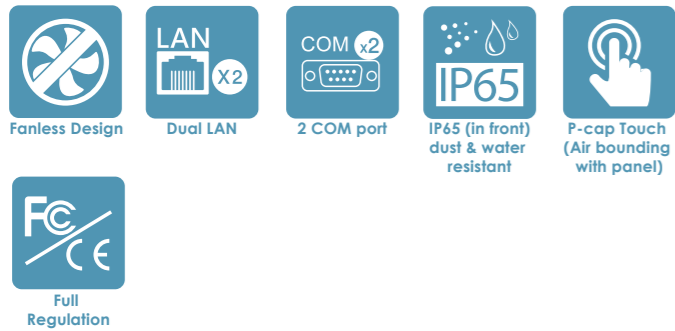 LAN
X2
COM x2
IP65
Fanless Design
Dual LAN
2 COM port
IP65 (in front)
dust & water
resistant
P-cap Touch
(Air bounding
with panel)
FC
CE
Full
Regulation